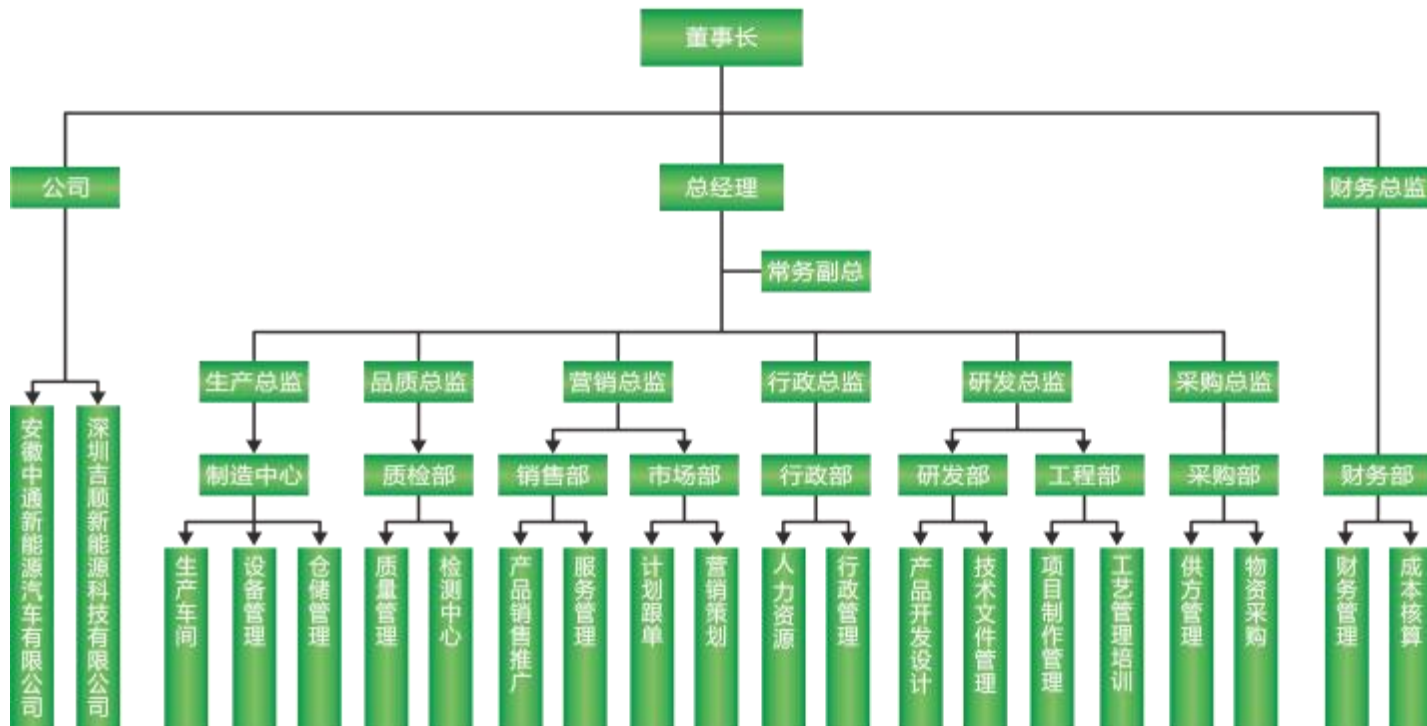 董事长
公司
总经理
财务总监
常务副总
生产总监
品质总监
营销总监
行政总监
研发总监
采购总监
制造中心
质检部
销售部
市场部
行政部
研发部
工程部
采购部
财务部
安徽中通新能源汽车有限公司
深圳吉顺新能源科技有限公司
生产车间
设备管理
仓储管理
质量管理
检测中心
产品销售推广
服务管理
计划跟单
营销策划
人力资源
行政管理
产品开发设计
技术文件管理
项目制作管理
工艺管理培训
供方管理
物资采购
财务管理
成本核算